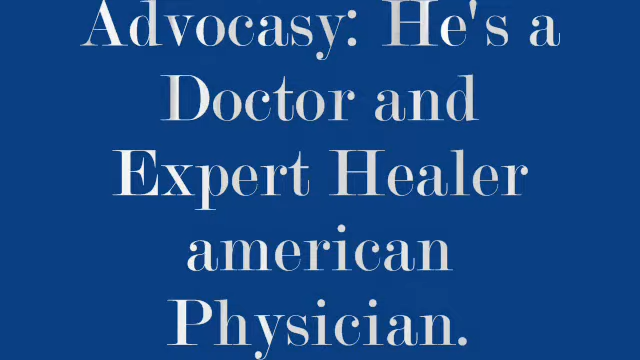 Advocasy: He's a
Doctor and
Expert Healer
american
Physician.